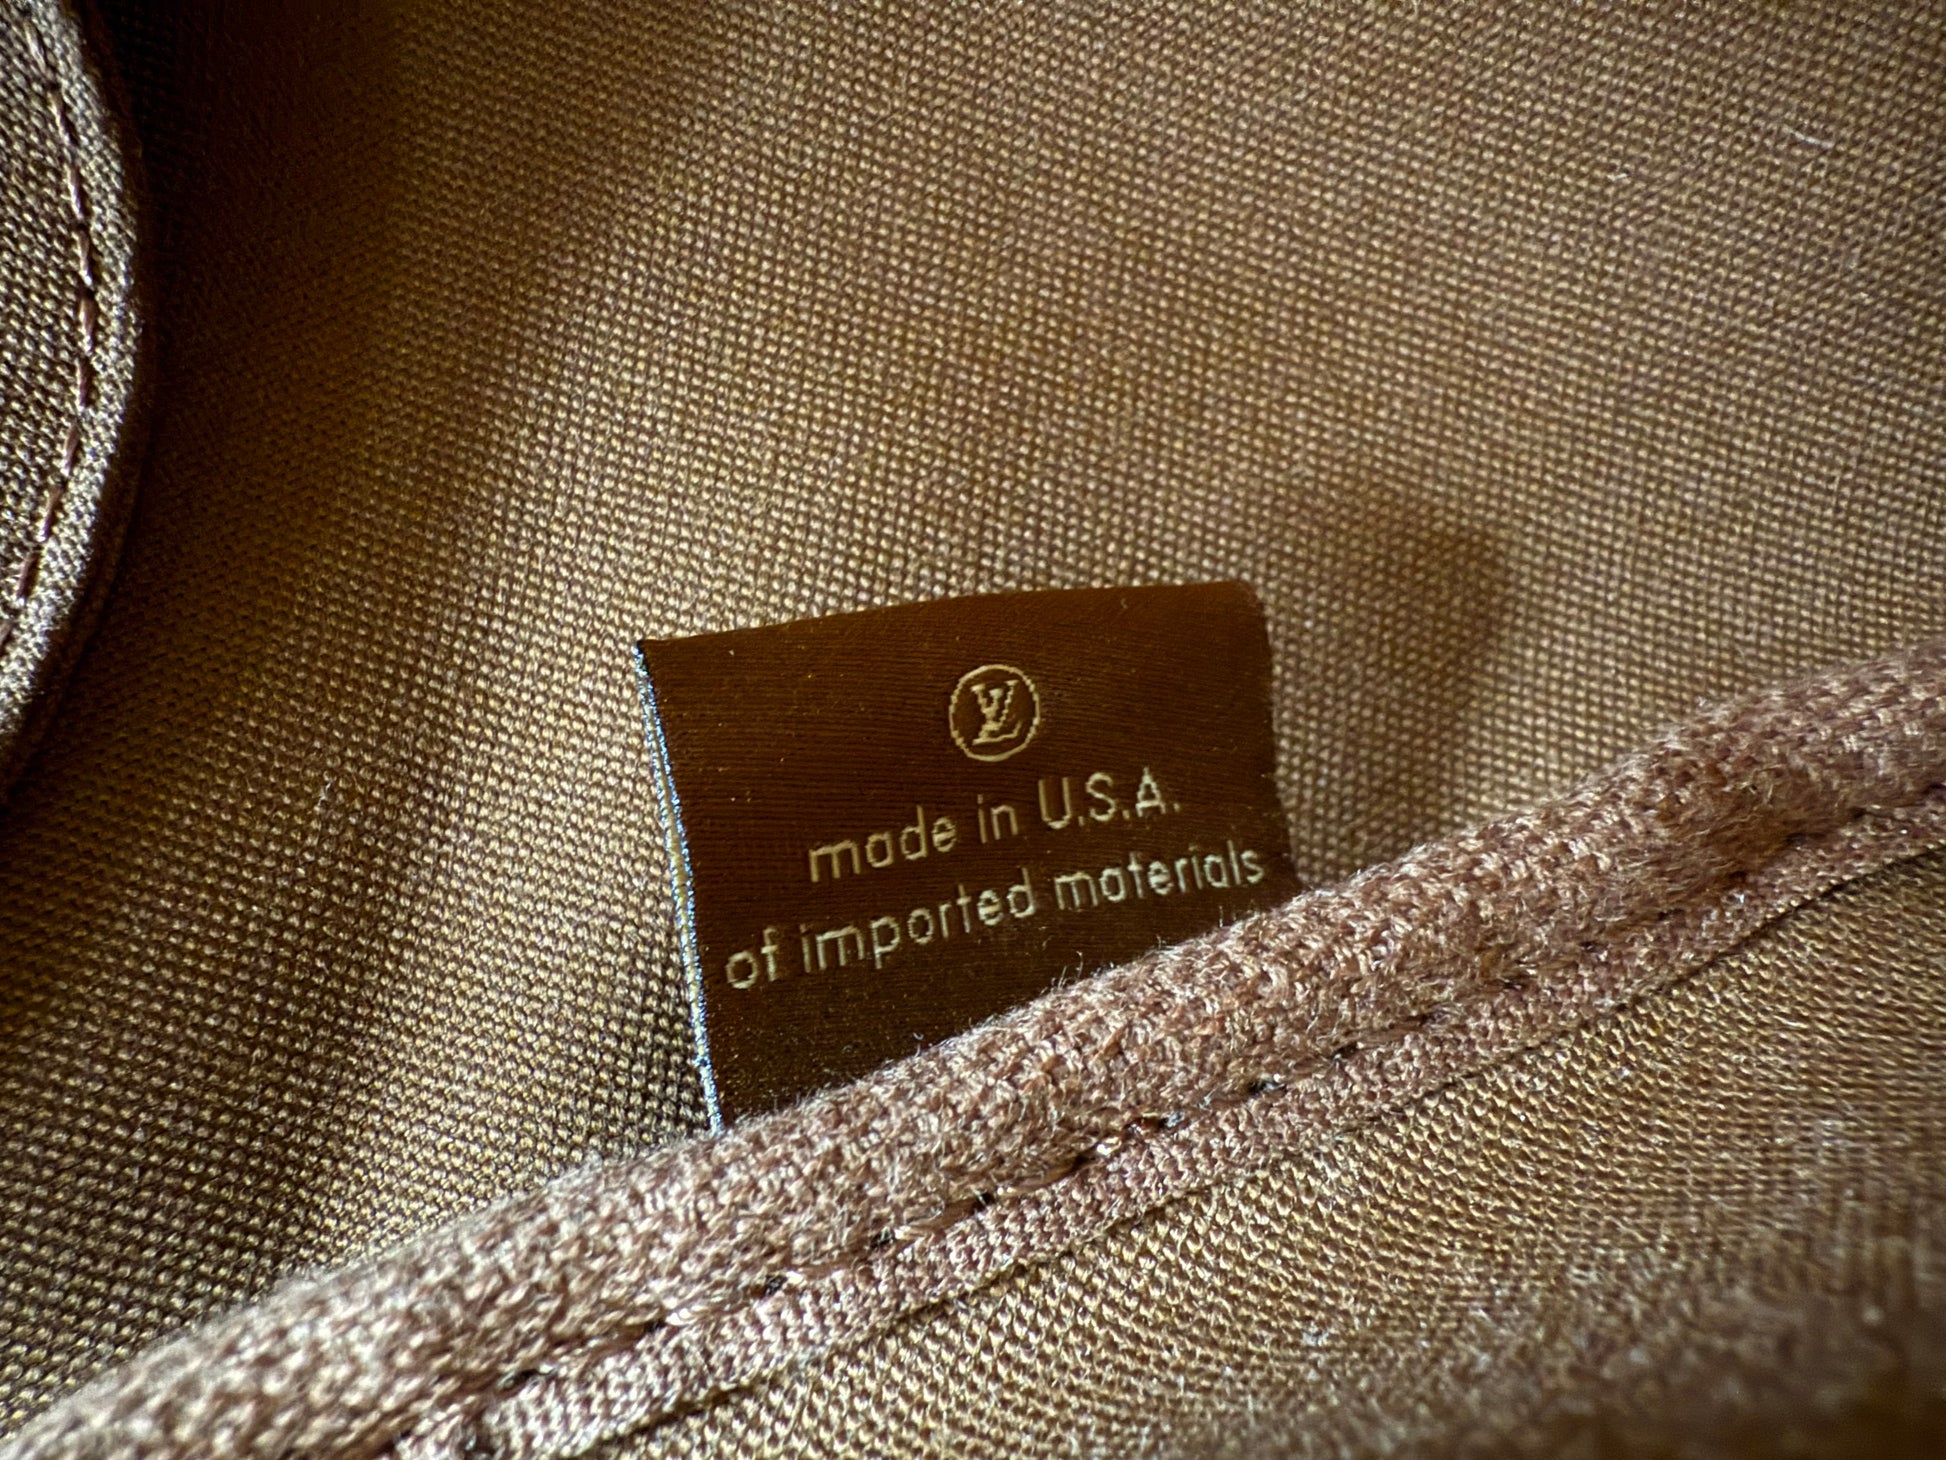 LV
made in U.S.A.
of imported materials